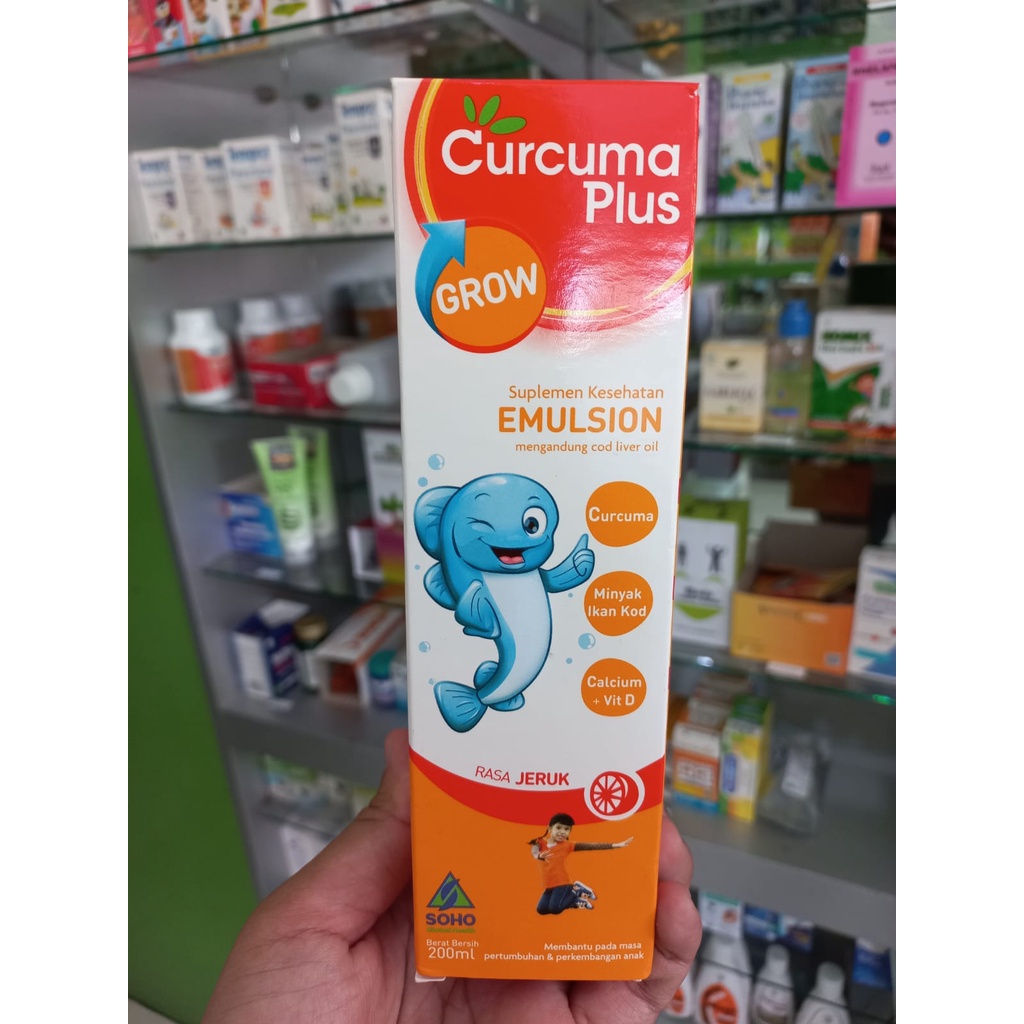 Curcuma
Plus
GROW
Suplemen Kesehatan
EMULSION
mengandung cod liver oil
Curcuma
Minyak
Ikan Kod
Calcium
+ Vit D
RASA JERUK
SOHO
Berat Bersih
200ml
Membantu pada masa
pertumbuhan & perkembangan anak